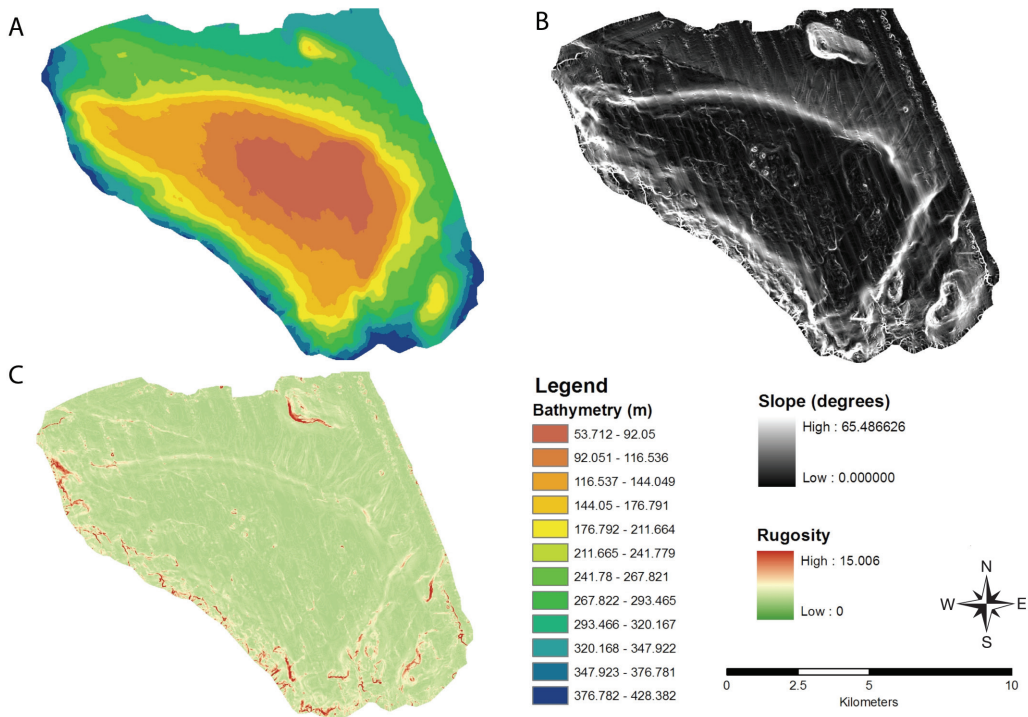 A
B
C
Legend
Bathymetry (m)
53.712 - 92.05
92.051 - 116.536
116.537 - 144.049
144.05 - 176.791
176.792 - 211.664
211.665 - 241.779
241.78 - 267.821
267.822 - 293.465
293.466 - 320.167
320.168 - 347.922
347.923 - 376.781
376.782 - 428.382
Slope (degrees)
High : 65.486626
Low : 0.000000
Rugosity
High : 15.006
Low : 0
N
W E
S
0 2.5 5 10
Kilometers